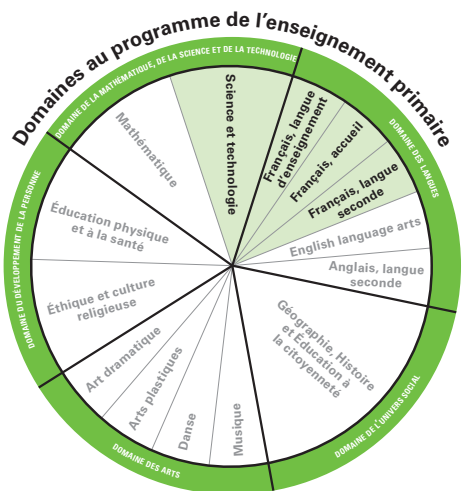 Domaines au programme de l'enseignement primaire
DOMAINE DE LA MATHÉMATIQUE, DE LA SCIENCE ET DE LA TECHNOLOGIE
Mathématique
Science et technologie
DOMAINE DES LANGUES
Français, langue
d'enseignement
Français, accueil
Français, langue
seconde
English language arts
Anglais, langue
seconde
DOMAINE DE L'UNIVERS SOCIAL
Géographie, Histoire
et Éducation à
la citoyenneté
DOMAINE DES ARTS
Musique
Danse
Arts plastiques
Art dramatique
DOMAINE DU DÉVELOPPEMENT DE LA PERSONNE
Éthique et culture
religieuse
Éducation physique
et à la santé